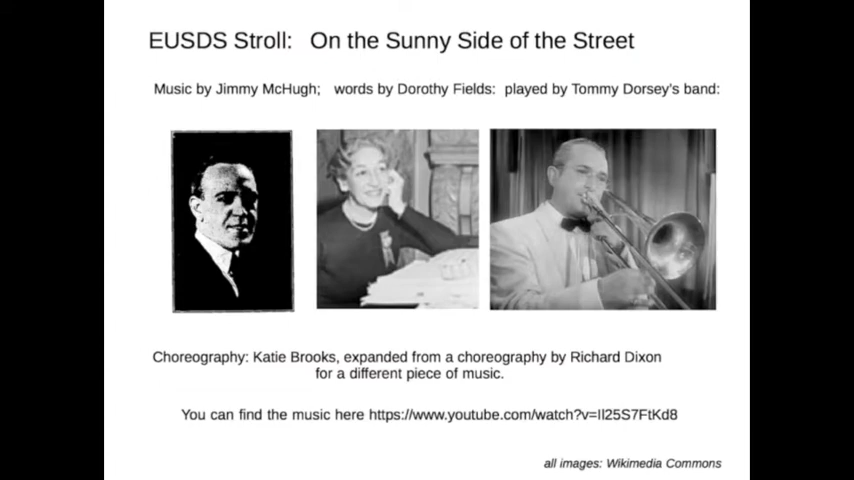 EUSDS Stroll: On the Sunny Side of the Street
Music by Jimmy McHugh; words by Dorothy Fields: played by Tommy Dorsey's band:
Choreography: Katie Brooks, expanded from a choreography by Richard Dixon
for a different piece of music.
You can find the music here https://www.youtube.com/watch?v=Il25S7FtKd8
all images: Wikimedia Commons